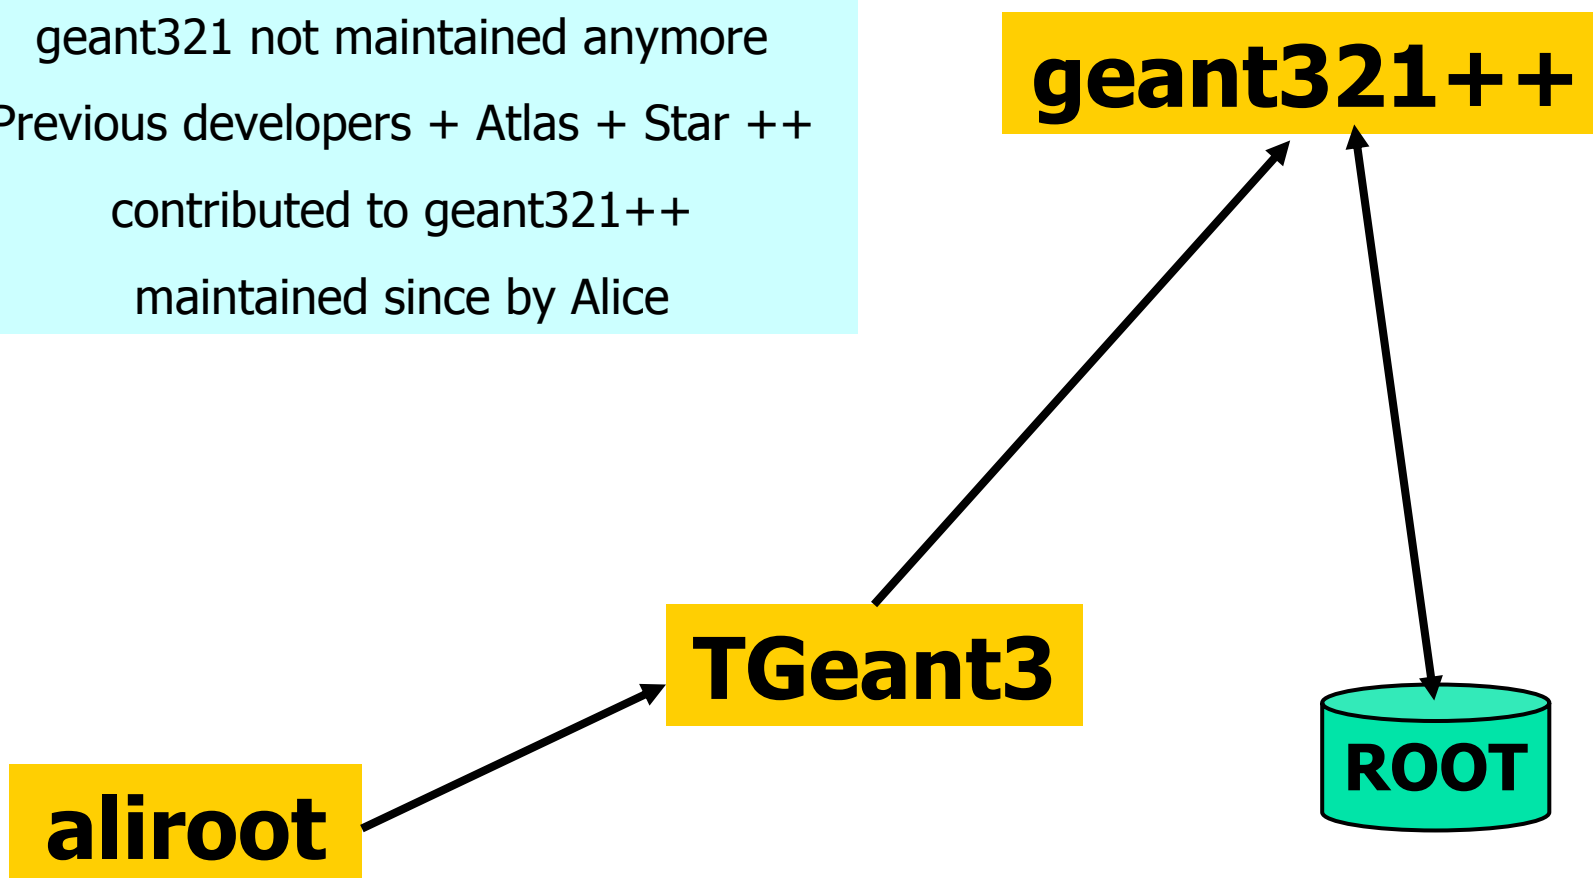 geant321 not maintained anymore
Previous developers + Atlas + Star ++
contributed to geant321++
maintained since by Alice
geant321++
TGeant3
ROOT
aliroot